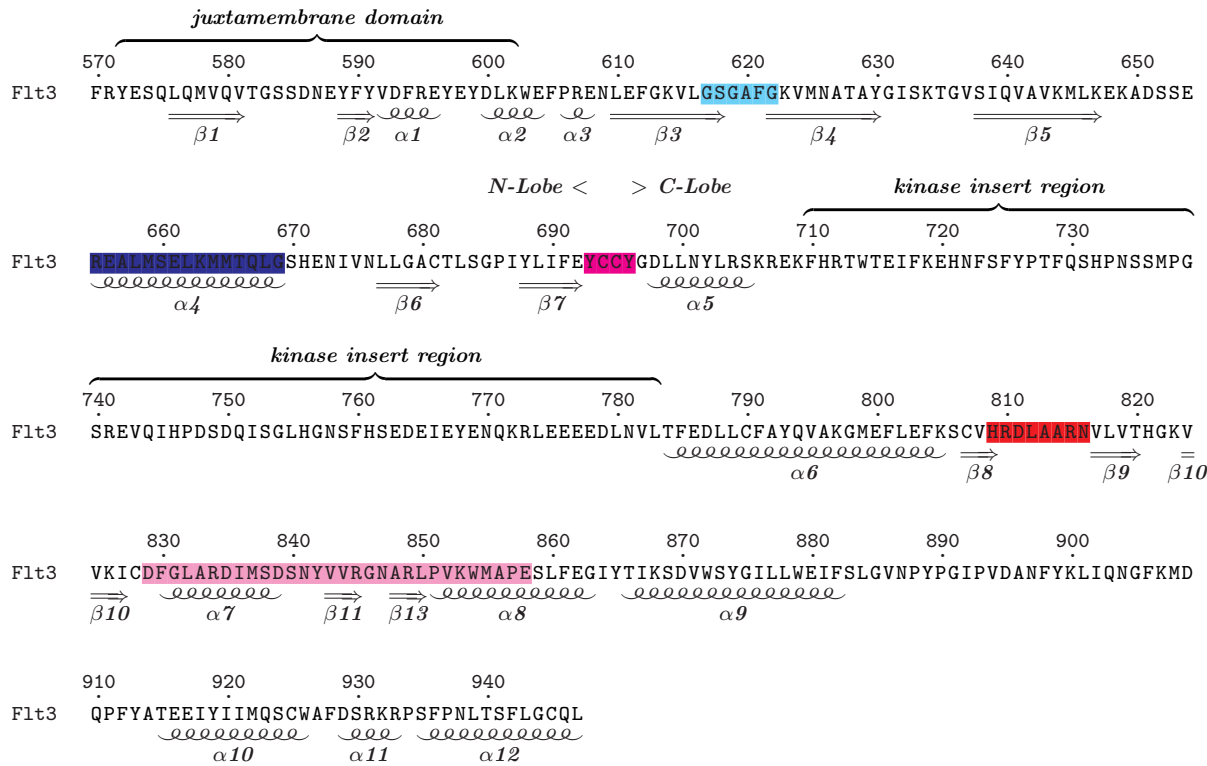 juxtamembrane domain
570 580 590 600 610 620 630 640 650
Flt3 FRYESQLQMVQVTGSSDNEYFYVDFREYEYDLKWEFPRENLEFGKVLGSGAFGKVMNATAYGISKTGVSIQVAVKMLKEKADSSE
β1 β2 α1 α2 α3 β3 β4 β5
N-Lobe < > C-Lobe kinase insert region
660 670 680 690 700 710 720 730
Flt3 REALMSELKMMTQLGSHENIVNLLGACTLSGPIYLIFEYCCYGDLLNYLRSKREKFHRTWTEIFKEHNFSFYPTFQSHPNSSMPG
α4 β6 β7 α5
kinase insert region
740 750 760 770 780 790 800 810 820
Flt3 SREVQIHPDSDQISGLHGNSFHSEDEIEYENQKRLEEEEDLNVLTFEDLLCFAYQVAKGMEFLEFKSCVHRDLAARNVLVTHGKV
α6 β8 β9 β10
830 840 850 860 870 880 890 900
Flt3 VKICDFGLARDIMSDSNYVVRGNARLPVKWMAPESLFEGIYTIKSDVWSYGILLWEIFSLGVNPYPGIPVDANFYKLIQNGFKMD
β10 α7 β11 β13 α8 α9
910 920 930 940
Flt3 QPFYATEEIYIIMQSCWAFDSRKRPSFPNLTSFLGCQL
α10 α11 α12